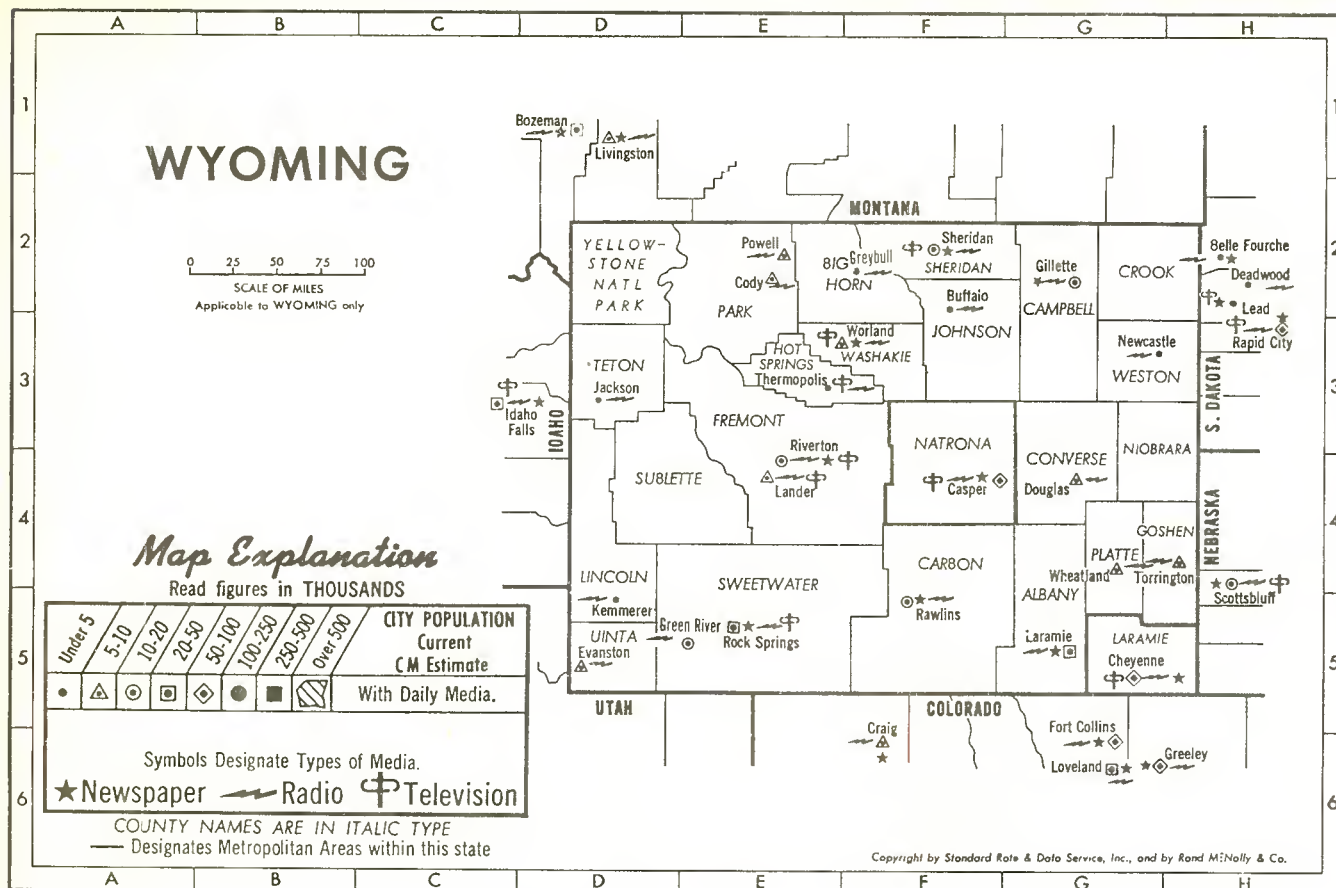 A B C D E F G H
1 1
WYOMING
Bozeman
Livingston
MONTANA
2 2
0 25 50 75 100
SCALE OF MILES
Applicable to WYOMING only
YELLOW-
STONE
NATL
PARK
Powell
Cody
PARK
BIG
HORN
Greybull
Sheridan
SHERIDAN
Buffalo
JOHNSON
Gillette
CAMPBELL
CROOK
Belle Fourche
Deadwood
Lead
Rapid City
3 3
TETON
Jackson
Idaho
Falls
IDAHO
HOT
SPRINGS
Thermopolis
Worland
WASHAKIE
Newcastle
WESTON
S. DAKOTA
FREMONT
Riverton
Lander
SUBLETTE
NATRONA
Casper
CONVERSE
Douglas
NIOBRARA
4 4
NEBRASKA
GOSHEN
PLATTE
Wheatland
Torrington
Scottsbluff
LINCOLN
Kemmerer
SWEETWATER
CARBON
Rawlins
ALBANY
Laramie
LARAMIE
Cheyenne
5 5
UINTA
Evanston
Green River
Rock Springs
UTAH
COLORADO
Craig
Fort Collins
Loveland
Greeley
6 6
Map Explanation
Read figures in THOUSANDS
Under 5
5-10
10-20
20-50
50-100
100-250
250-500
Over 500
CITY POPULATION
Current
CM Estimate
With Daily Media.
Symbols Designate Types of Media.
Newspaper Radio Television
COUNTY NAMES ARE IN ITALIC TYPE
Designates Metropolitan Areas within this state
Copyright by Standard Rate & Data Service, Inc., and by Rand McNally & Co.
A B C D E F G H